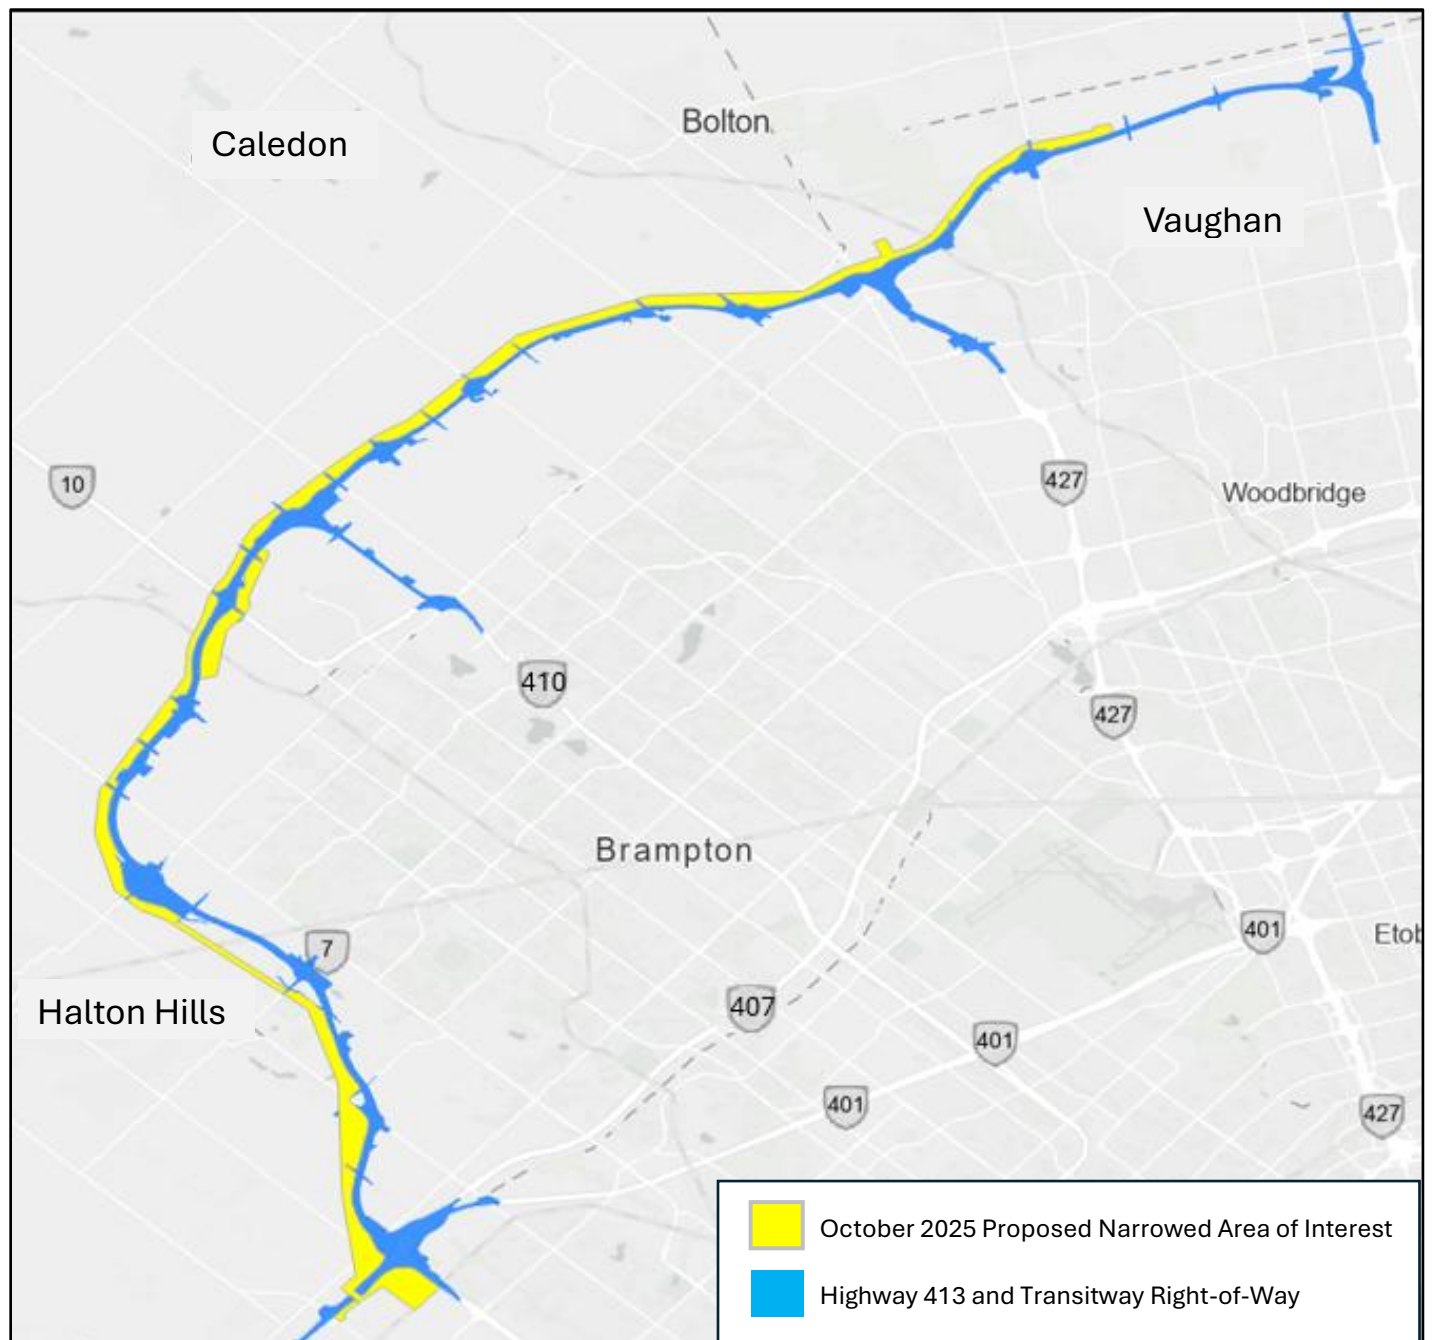 Bolton
Caledon
Vaughan
10
427
Woodbridge
410
427
Brampton
401
Etob
7
407
Halton Hills
401
401
427
October 2025 Proposed Narrowed Area of Interest
Highway 413 and Transitway Right-of-Way